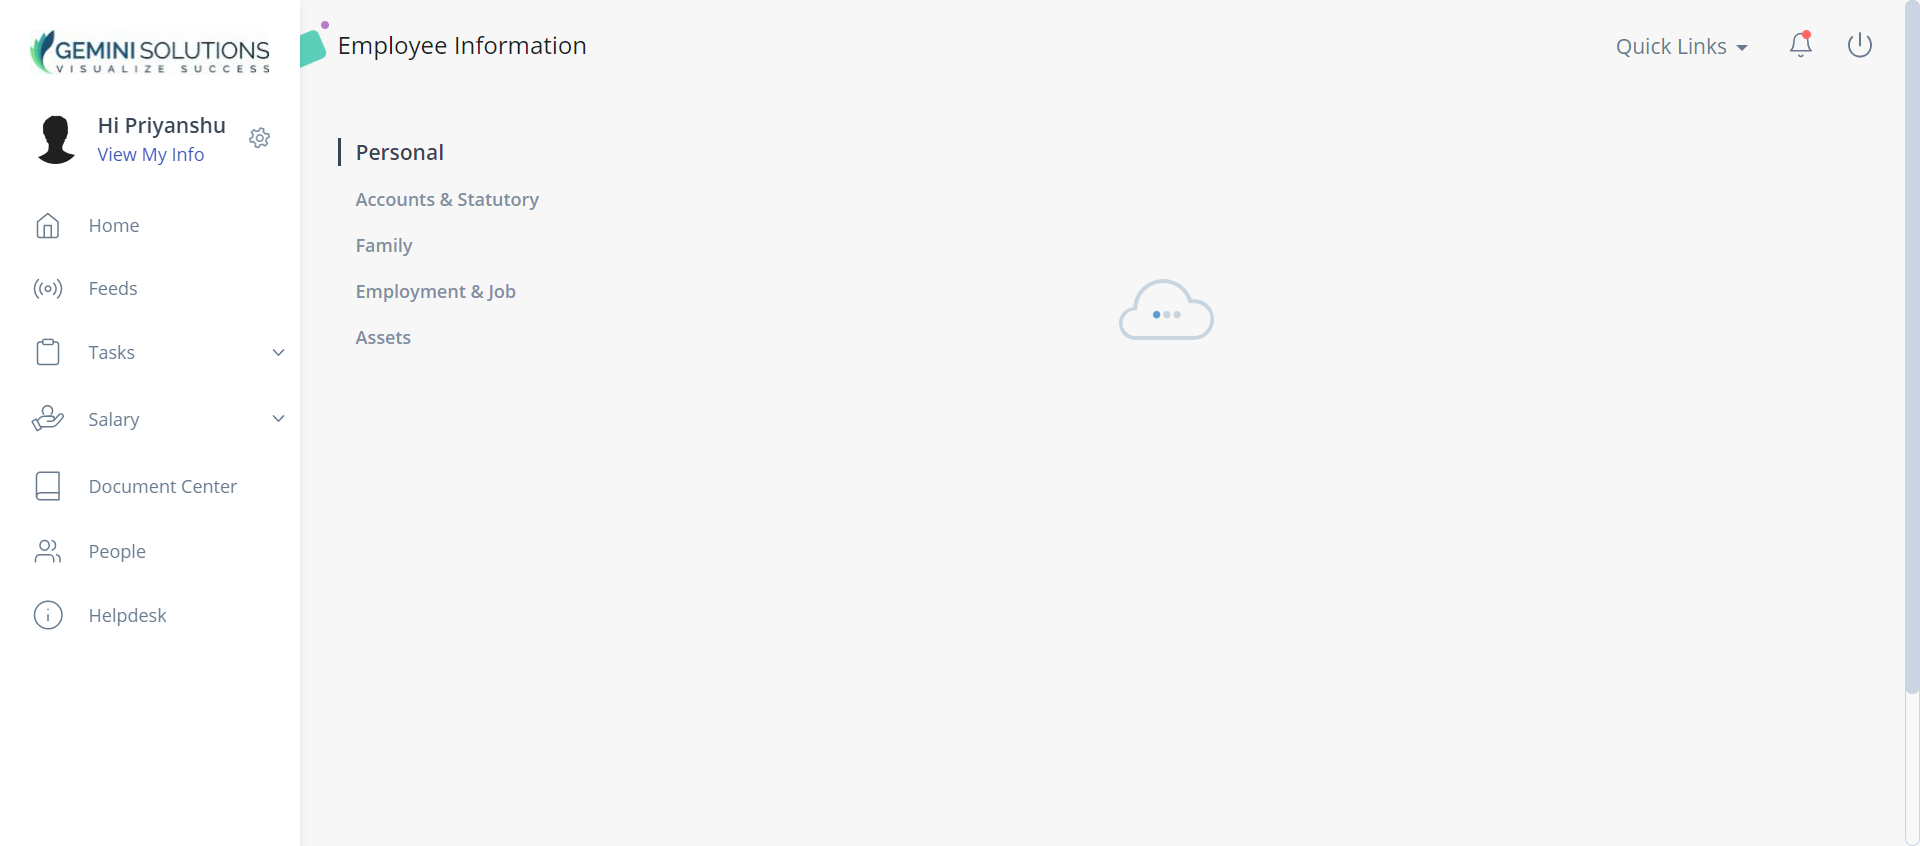 GEMINI SOLUTIONS
VISUALIZE SUCCESS
Hi Priyanshu
View My Info
Home
Feeds
Tasks
Salary
Document Center
People
Helpdesk
Employee Information
Quick Links
Personal
Accounts & Statutory
Family
Employment & Job
Assets